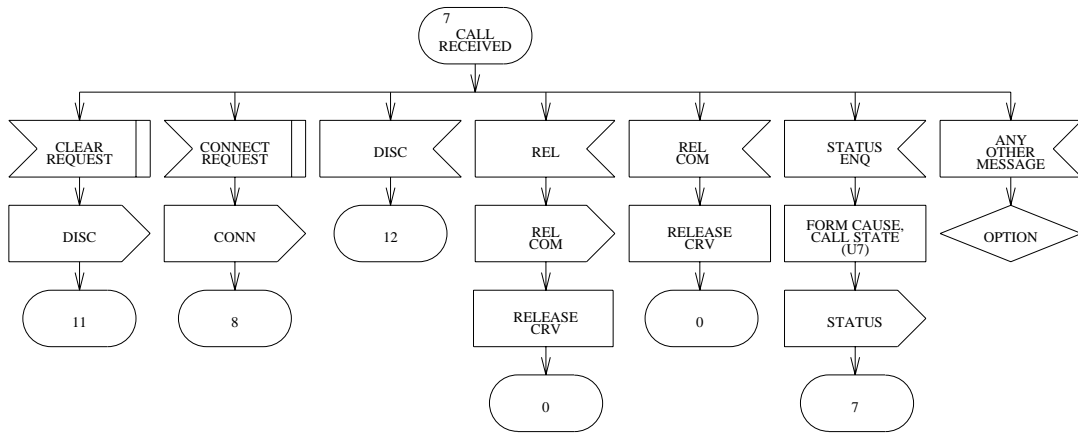 7
CALL
RECEIVED
CLEAR
REQUEST
CONNECT
REQUEST
DISC
REL
REL
COM
STATUS
ENQ
ANY
OTHER
MESSAGE
DISC
CONN
12
REL
COM
RELEASE
CRV
FORM CAUSE,
CALL STATE
(U7)
OPTION
11
8
RELEASE
CRV
0
STATUS
0
7